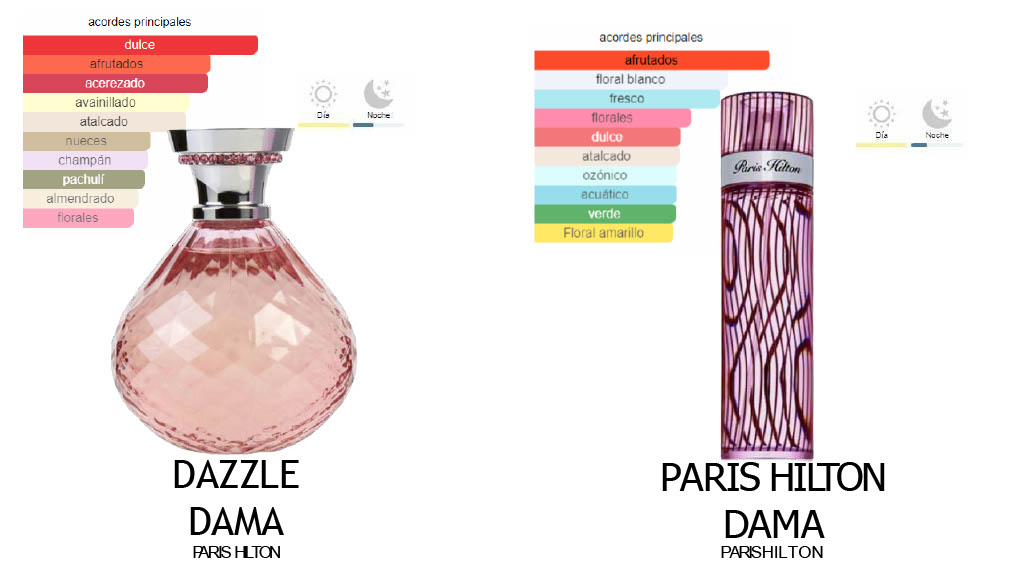 acordes principales
dulce
afrutados
acerezado
avainillado
atalcado
nueces
champán
pachulí
almendrado
florales
Día
Noche
DAZZLE
DAMA
PARIS HILTON
acordes principales
afrutados
floral blanco
fresco
florales
dulce
atalcado
ozónico
acuático
verde
Floral amarillo
Paris Hilton
Día
Noche
PARIS HILTON
DAMA
PARISHILTON